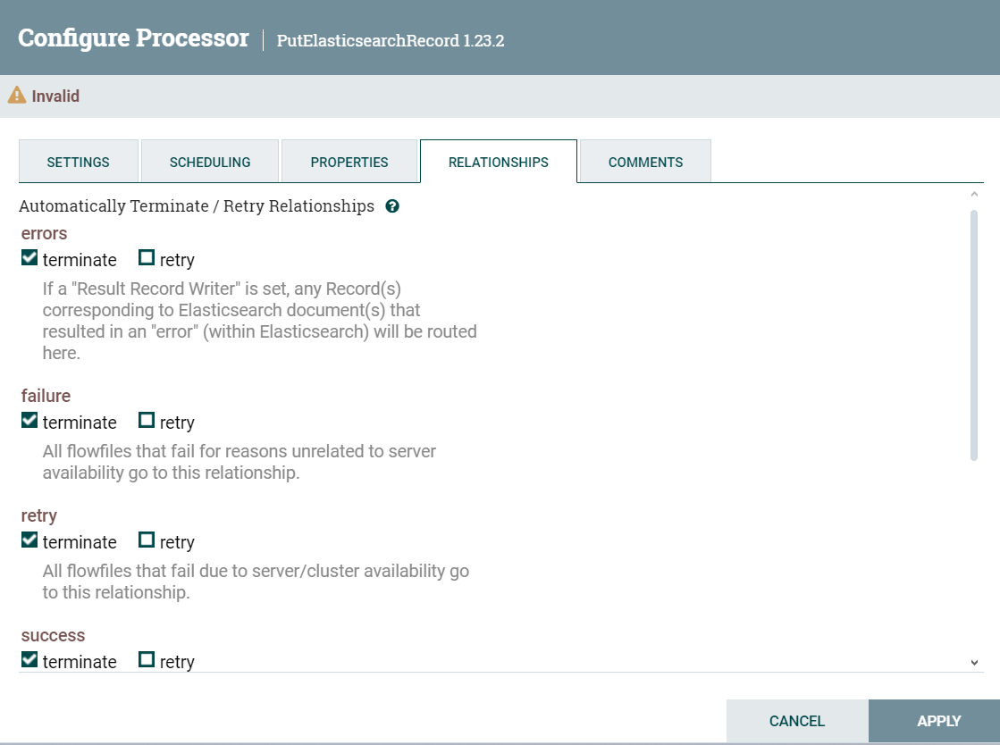 Configure Processor | PutElasticsearchRecord 1.23.2
Invalid
SETTINGS SCHEDULING PROPERTIES RELATIONSHIPS COMMENTS
Automatically Terminate / Retry Relationships ?
errors
terminate retry
If a "Result Record Writer" is set, any Record(s)
corresponding to Elasticsearch document(s) that
resulted in an "error" (within Elasticsearch) will be routed
here.
failure
terminate retry
All flowfiles that fail for reasons unrelated to server
availability go to this relationship.
retry
terminate retry
All flowfiles that fail due to server/cluster availability go
to this relationship.
success
terminate retry
CANCEL APPLY